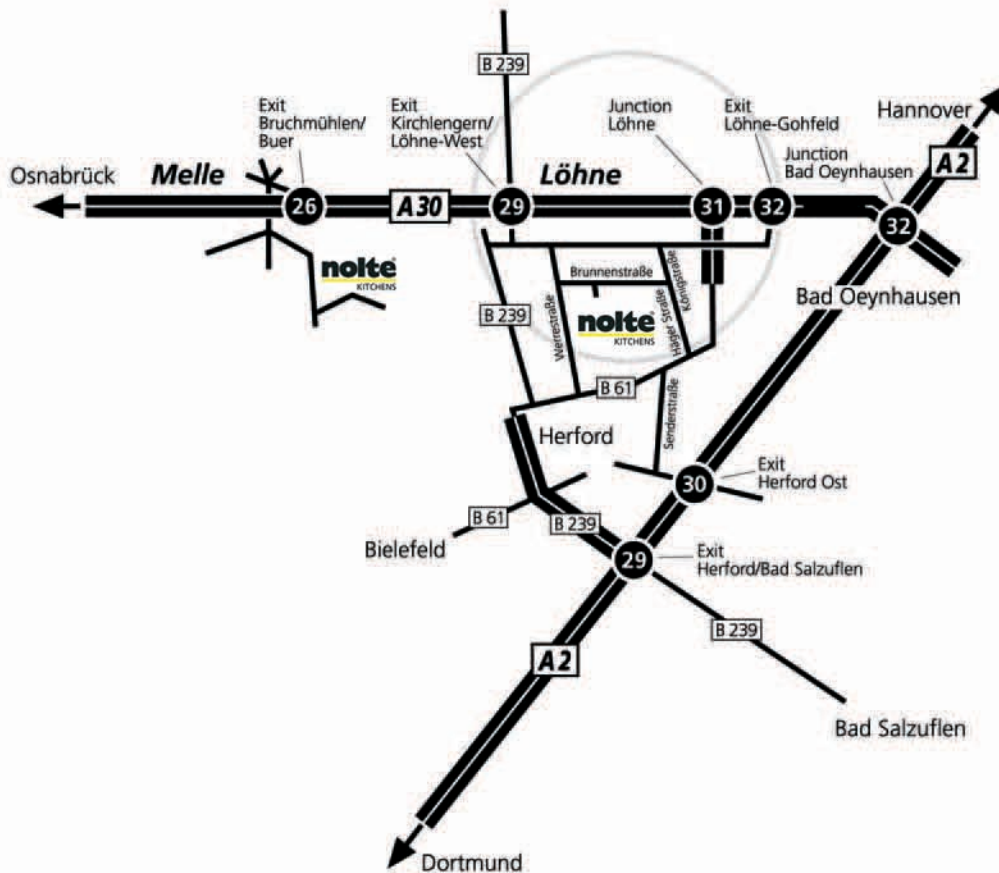 B 239
Exit
Bruchmühlen/
Buer
Exit
Kirchlengern/
Löhne-West
Junction
Löhne
Exit
Löhne-Gohfeld
Hannover
Junction
Bad Oeynhausen
A2
Osnabrück
Melle
Löhne
26
A30
29
31
32
32
nolte®
KITCHENS
Brunnenstraße
Königstraße
Bad Oeynhausen
B 239
Werrestraße
nolte®
KITCHENS
Häger Straße
B 61
Senderstraße
Herford
30
Exit
Herford Ost
B 61
B 239
Bielefeld
29
Exit
Herford/Bad Salzuflen
B 239
A2
Bad Salzuflen
Dortmund